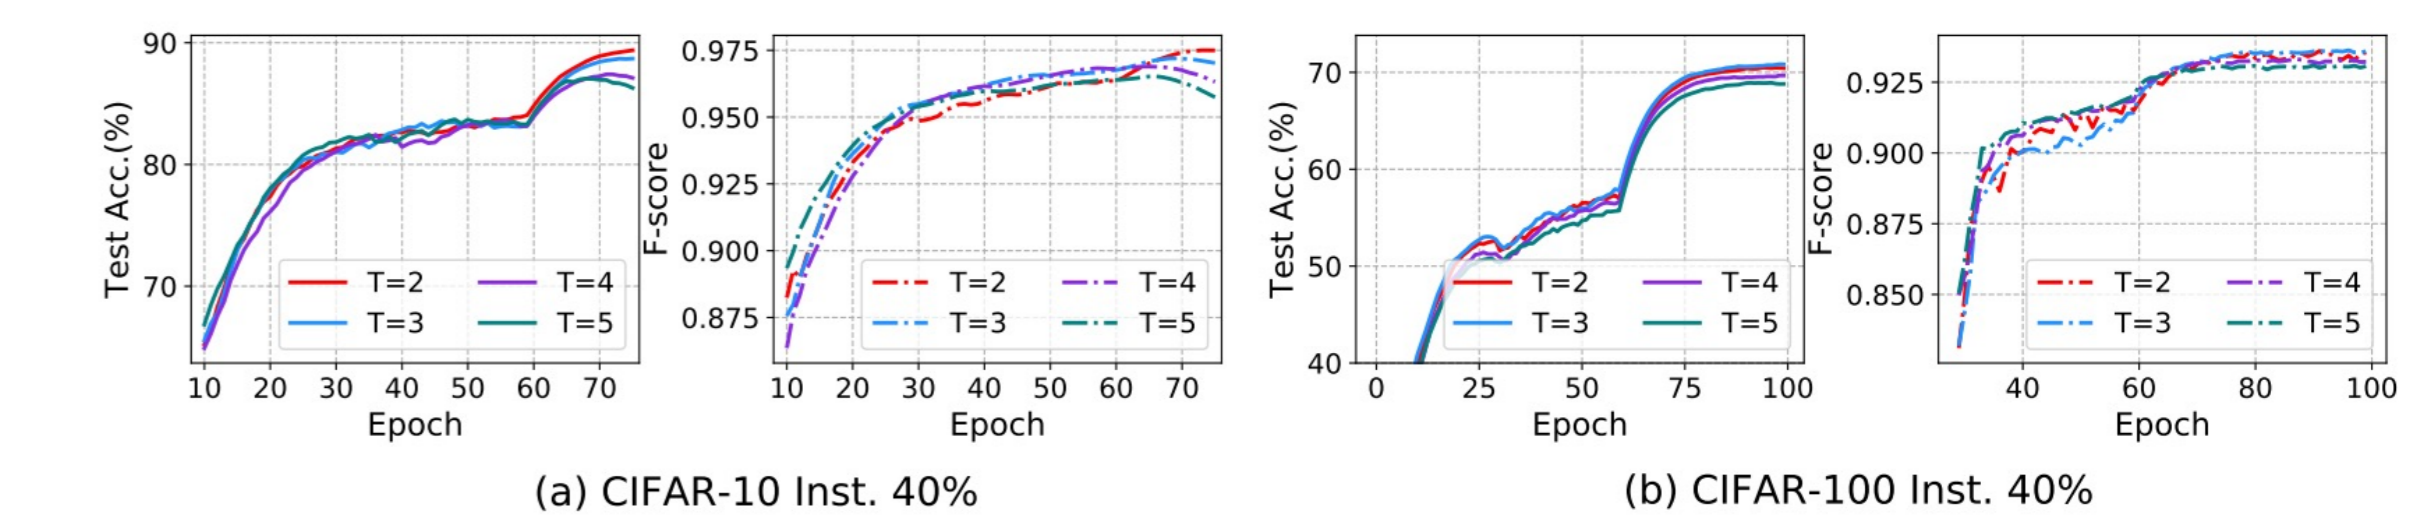 Test Acc.(%)
90
80
70
T=2
T=4
T=3
T=5
10 20 30 40 50 60 70
Epoch
F-score
0.975
0.950
0.925
0.900
0.875
T=2
T=4
T=3
T=5
10 20 30 40 50 60 70
Epoch
(a) CIFAR-10 Inst. 40%
Test Acc.(%)
70
60
50
40
T=2
T=4
T=3
T=5
0 25 50 75 100
Epoch
F-score
0.925
0.900
0.875
0.850
T=2
T=4
T=3
T=5
40 60 80 100
Epoch
(b) CIFAR-100 Inst. 40%